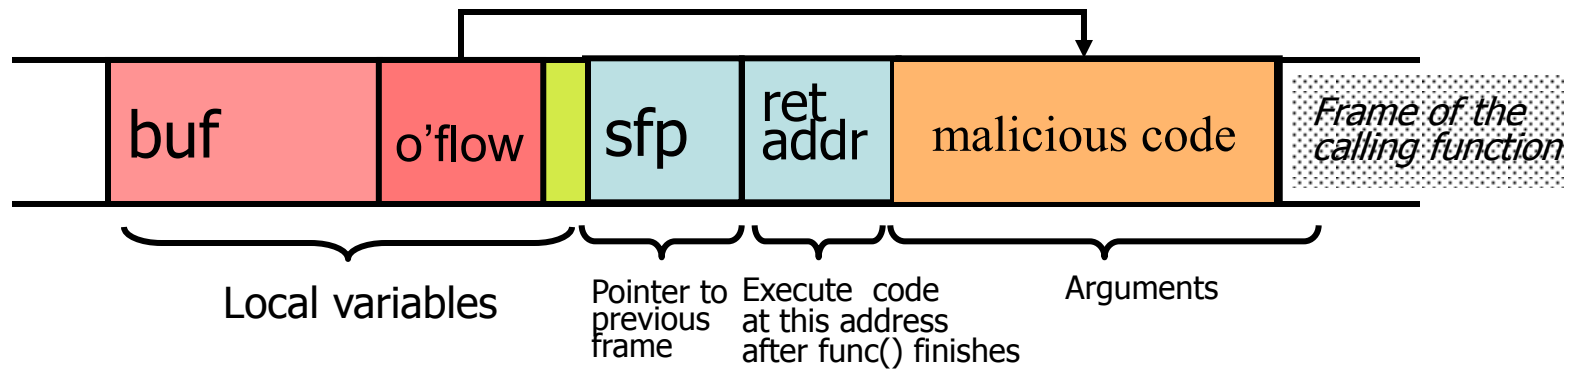 buf
o’flow
sfp
ret
addr
malicious code
Frame of the
calling function
Local variables
Pointer to
previous
frame
Execute code
at this address
after func() finishes
Arguments